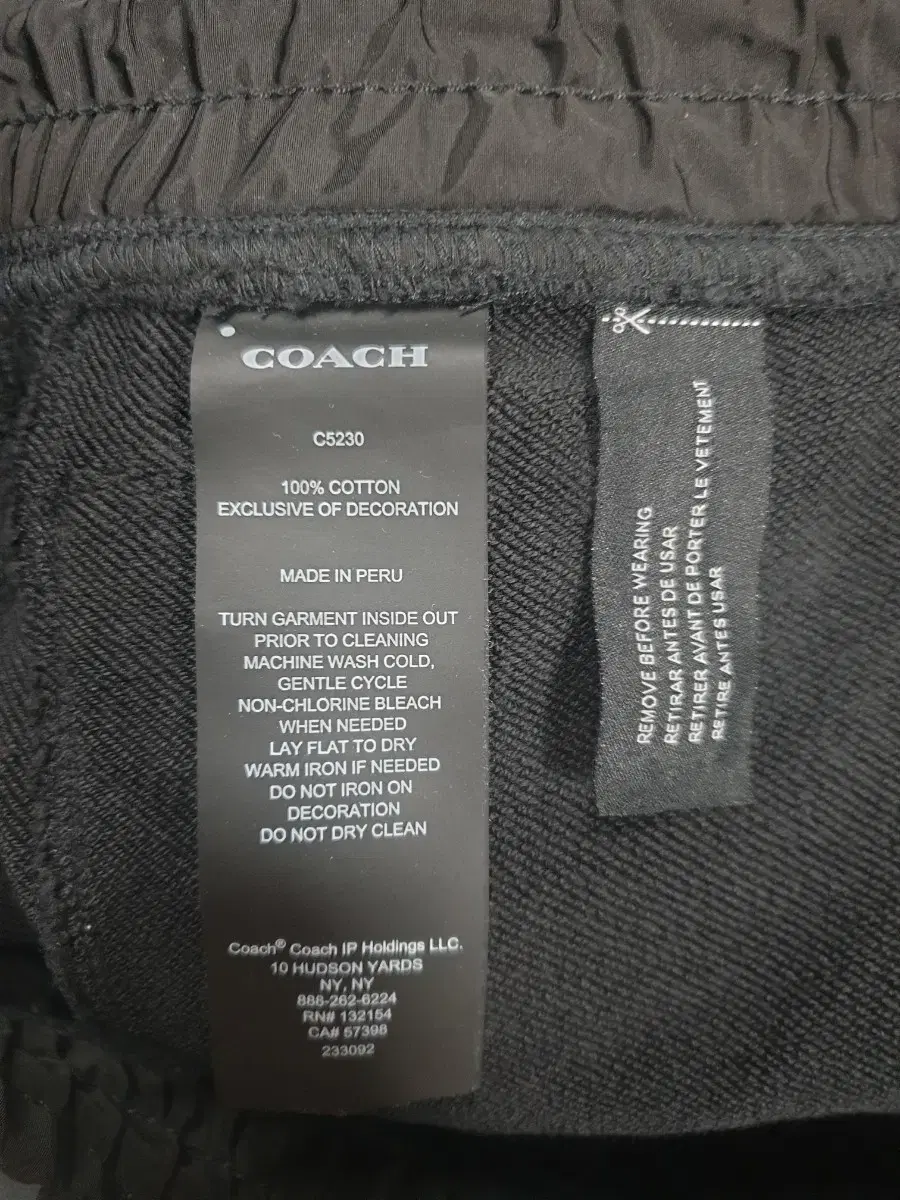 COACH
C5230
100% COTTON
EXCLUSIVE OF DECORATION
MADE IN PERU
TURN GARMENT INSIDE OUT
PRIOR TO CLEANING
MACHINE WASH COLD,
GENTLE CYCLE
NON-CHLORINE BLEACH
WHEN NEEDED
LAY FLAT TO DRY
WARM IRON IF NEEDED
DO NOT IRON ON
DECORATION
DO NOT DRY CLEAN
Coach® Coach IP Holdings LLC.
10 HUDSON YARDS
NY, NY
888-262-6224
RN# 132154
CA# 57398
233092
REMOVE BEFORE WEARING
RETIRAR ANTES DE USAR
RETIRER AVANT DE PORTER LE VETEMENT
RETIRE ANTES USAR